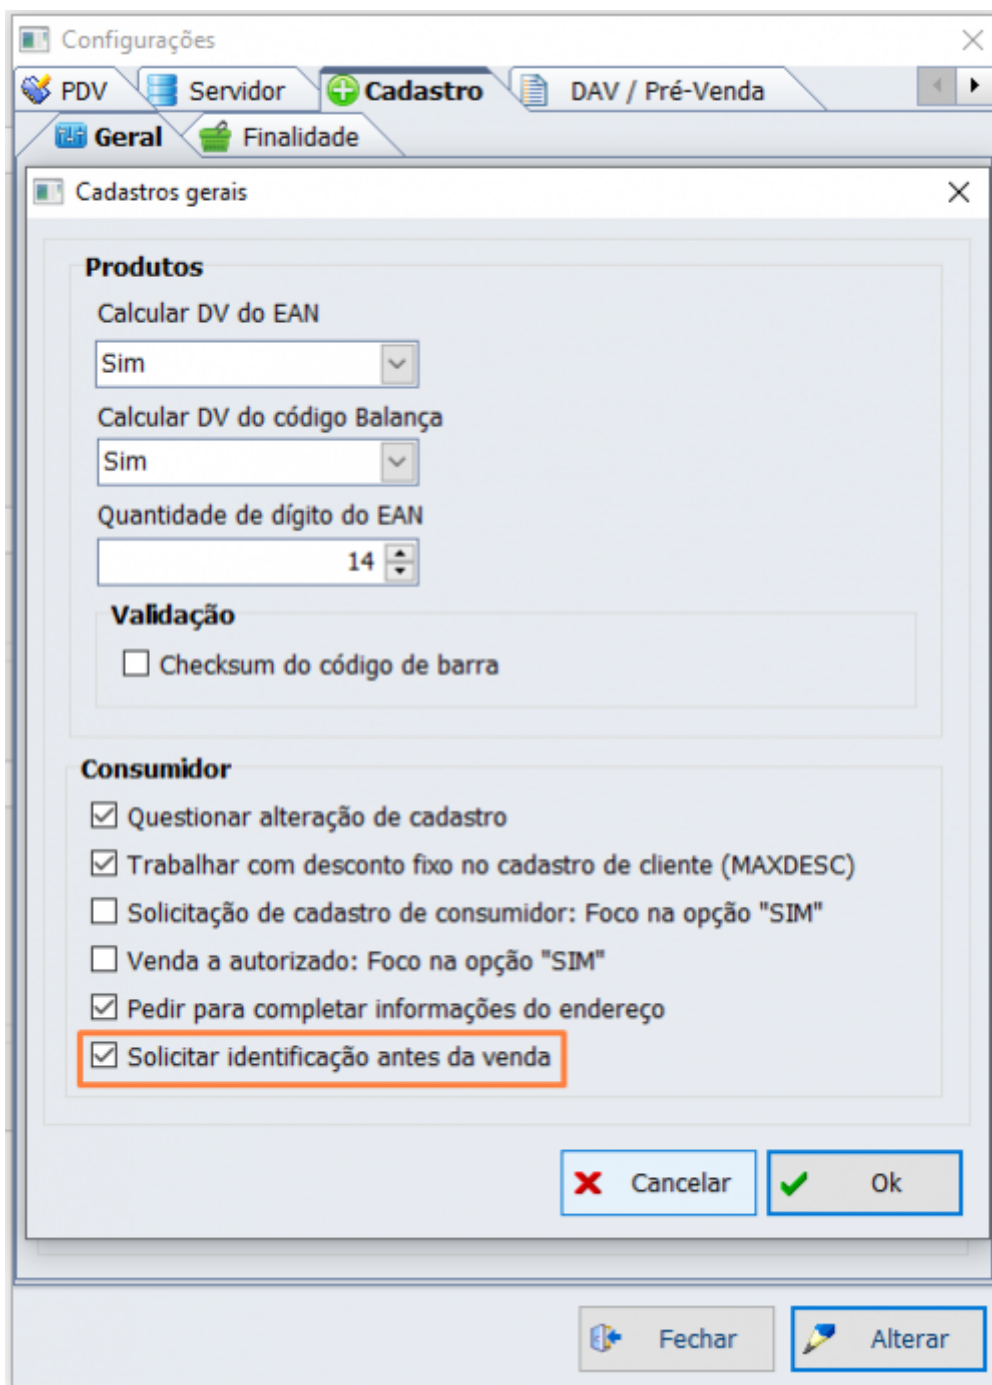 Configurações
PDV Servidor Cadastro DAV / Pré-Venda
Geral Finalidade
Cadastros gerais
Produtos
Calcular DV do EAN
Sim
Calcular DV do código Balança
Sim
Quantidade de dígito do EAN
14
Validação
Checksum do código de barra
Consumidor
Questionar alteração de cadastro
Trabalhar com desconto fixo no cadastro de cliente (MAXDESC)
Solicitação de cadastro de consumidor: Foco na opção "SIM"
Venda a autorizado: Foco na opção "SIM"
Pedir para completar informações do endereço
Solicitar identificação antes da venda
Cancelar Ok
Fechar Alterar